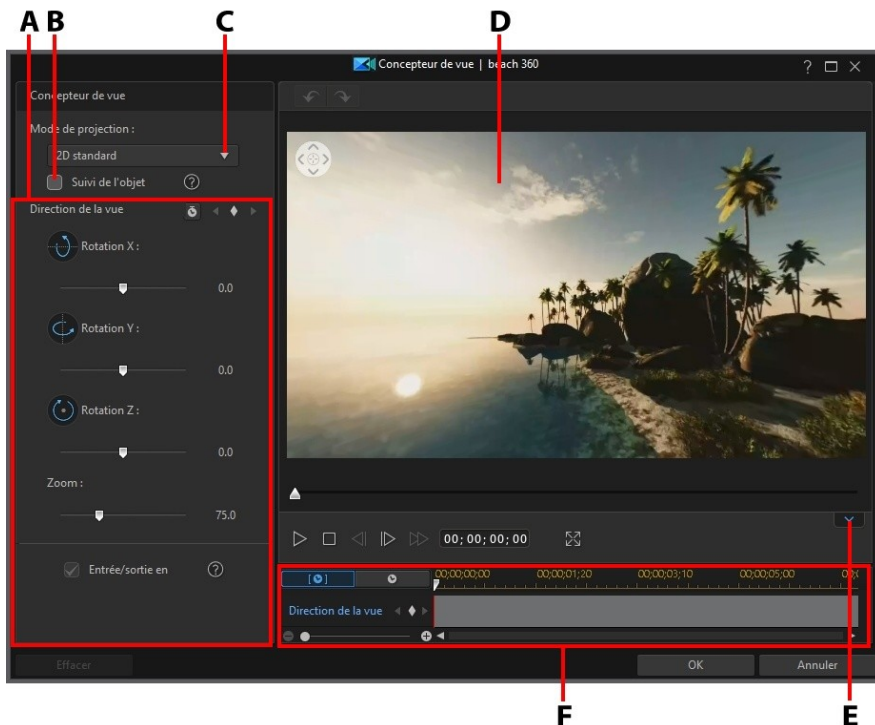 A B C D
Concepteur de vue | beach 360
Concepteur de vue
Mode de projection :
2D standard
Suivi de l'objet
Direction de la vue
Rotation X :
0.0
Rotation Y :
0.0
Rotation Z :
0.0
Zoom :
75.0
Entrée/sortie en
00;00;00;00
00;00;00;00 00;00;01;20 00;00;03;10 00;00;05;00
Direction de la vue
Effacer OK Annuler
F E